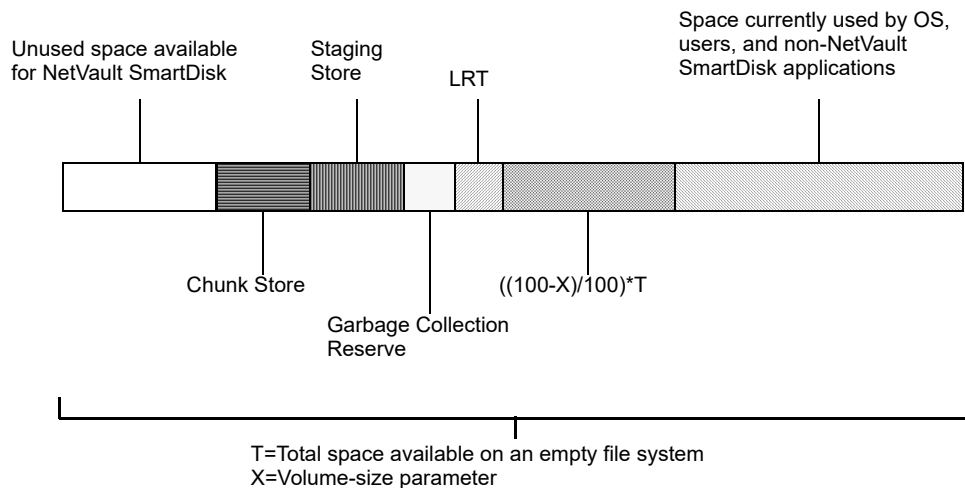 Unused space available
for NetVault SmartDisk
Staging
Store
LRT
Space currently used by OS,
users, and non-NetVault
SmartDisk applications
Chunk Store
((100-X)/100)*T
Garbage Collection
Reserve
T=Total space available on an empty file system
X=Volume-size parameter